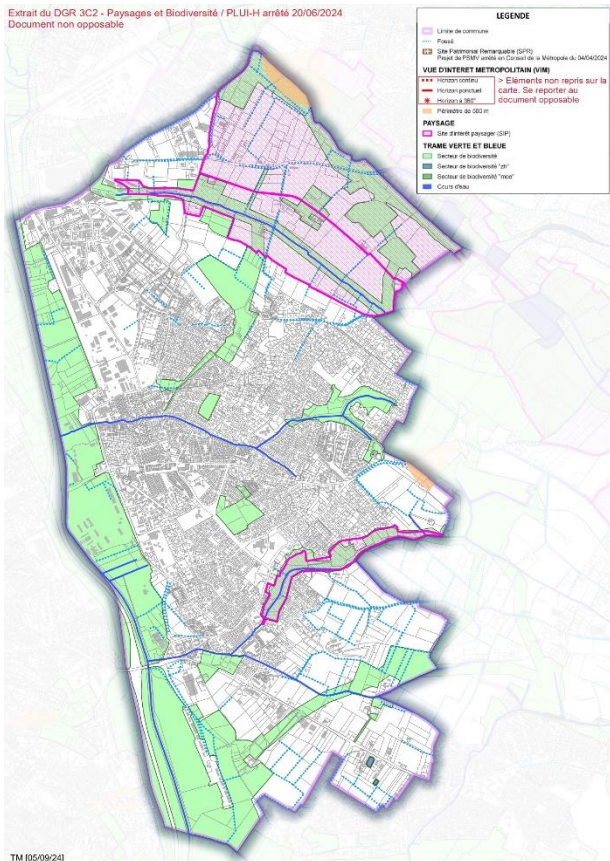 Extrait du DGR 3C2 - Paysages et Biodiversité / PLUI-H arrêté 20/06/2024
Document non opposable
LEGENDE
Limite de commune
Fossé
Site Patrimonial Remarquable (SPR)
Projet de PSMV arrêté en Conseil de la Métropole du 04/04/2024
VUE D'INTERET METROPOLITAIN (VIM)
Horizon continu
Horizon ponctuel
Horizon à 360°
> Eléments non repris sur la
carte. Se reporter au
document opposable
Périmètre de 300 m
PAYSAGE
Site d'intérêt paysager (SIP)
TRAME VERTE ET BLEUE
Secteur de biodiversité
Secteur de biodiversité "zh"
Secteur de biodiversité "mce"
Cours d'eau
TM [05/09/24]